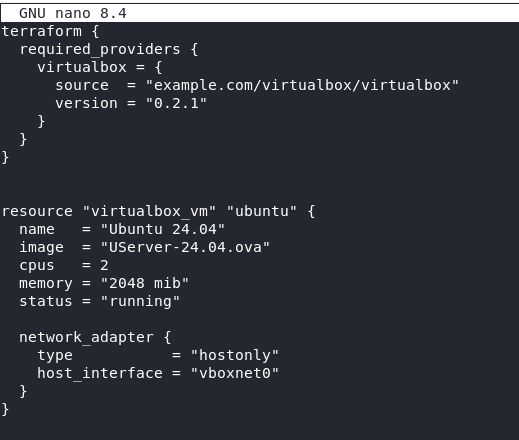 GNU nano 8.4
terraform {
  required_providers {
    virtualbox = {
      source  = "example.com/virtualbox/virtualbox"
      version = "0.2.1"
    }
  }
}
resource "virtualbox_vm" "ubuntu" {
  name   = "Ubuntu 24.04"
  image  = "UServer-24.04.ova"
  cpus   = 2
  memory = "2048 mib"
  status = "running"
  network_adapter {
    type           = "hostonly"
    host_interface = "vboxnet0"
  }
}